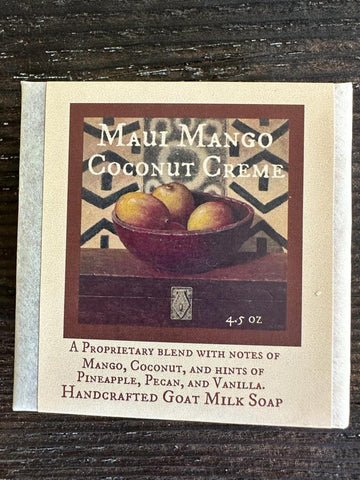 Maui Mango
Coconut Creme
4.5 oz
A Proprietary blend with notes of
Mango, Coconut, and hints of
Pineapple, Pecan, and Vanilla.
Handcrafted Goat Milk Soap